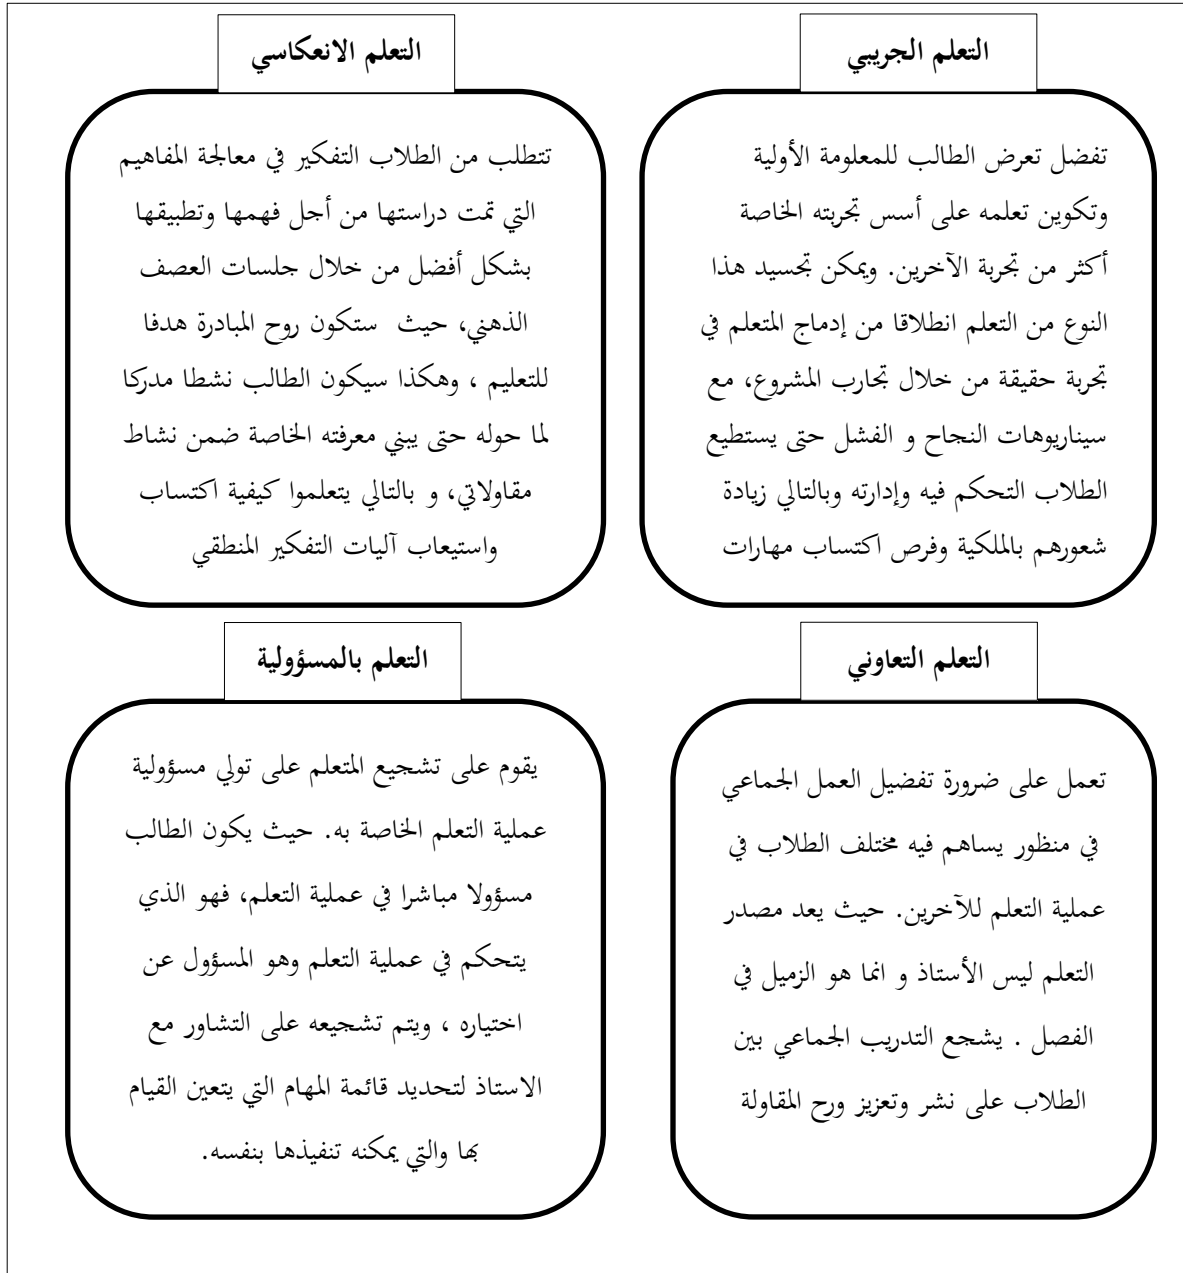 التعلم الجريبي
تفضل تعرض الطالب للمعلومة الأولية
وتكوين تعلمه على أسس تجربته الخاصة
أكثر من تجربة الآخرين. ويمكن تجسيد هذا
النوع من التعلم انطلاقا من إدماج المتعلم في
تجربة حقيقة من خلال تجارب المشروع، مع
سيناريوهات النجاح و الفشل حتى يستطيع
الطلاب التحكم فيه وإدارته وبالتالي زيادة
شعورهم بالملكية وفرص اكتساب مهارات
التعلم الانعكاسي
تتطلب من الطلاب التفكير في معالجة المفاهيم
التي تمت دراستها من أجل فهمها وتطبيقها
بشكل أفضل من خلال جلسات العصف
الذهني، حيث ستكون روح المبادرة هدفا
للتعليم ، وهكذا سيكون الطالب نشطا مدركا
لما حوله حتى يبني معرفته الخاصة ضمن نشاط
مقاولاتي، و بالتالي يتعلموا كيفية اكتساب
واستيعاب آليات التفكير المنطقي
التعلم التعاوني
تعمل على ضرورة تفضيل العمل الجماعي
في منظور يساهم فيه مختلف الطلاب في
عملية التعلم للآخرين. حيث يعد مصدر
التعلم ليس الأستاذ و انما هو الزميل في
الفصل . يشجع التدريب الجماعي بين
الطلاب على نشر وتعزيز ورح المقاولة
التعلم بالمسؤولية
يقوم على تشجيع المتعلم على تولي مسؤولية
عملية التعلم الخاصة به. حيث يكون الطالب
مسؤولا مباشرا في عملية التعلم، فهو الذي
يتحكم في عملية التعلم وهو المسؤول عن
اختياره ، ويتم تشجيعه على التشاور مع
الاستاذ لتحديد قائمة المهام التي يتعين القيام
بها والتي يمكنه تنفيذها بنفسه.